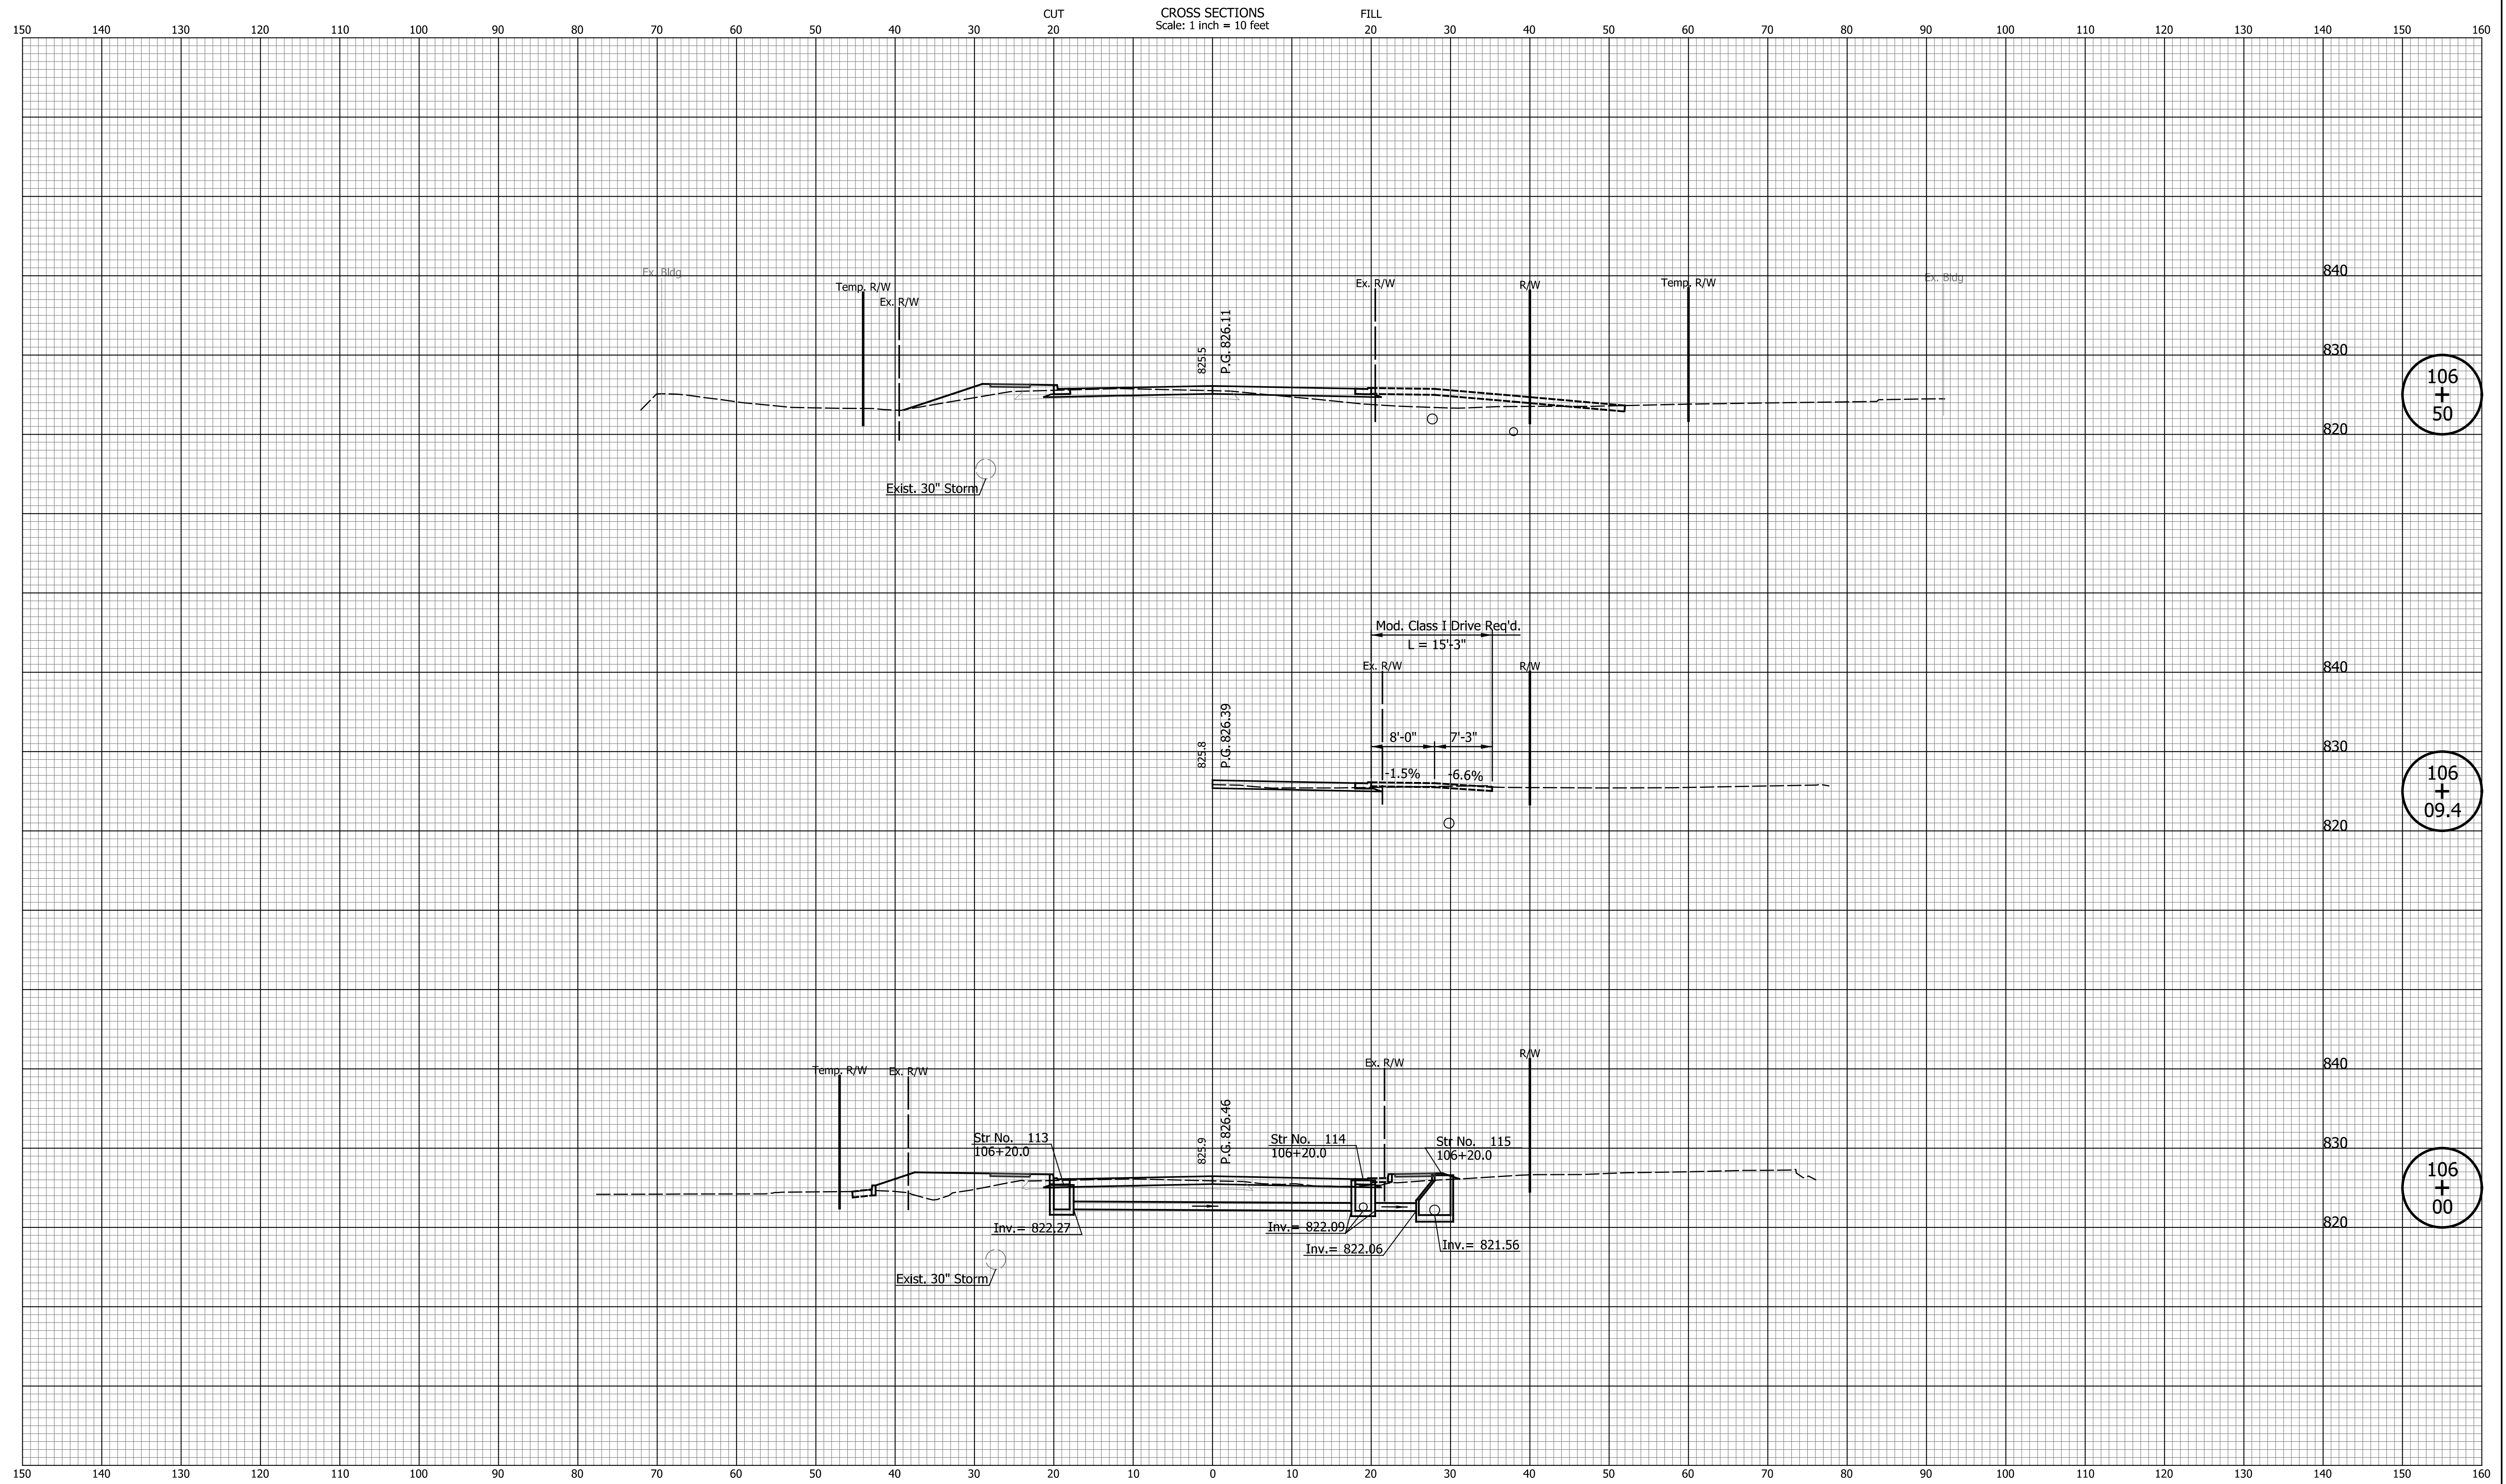 CUT CROSS SECTIONS FILL
Scale: 1 inch = 10 feet
150 140 130 120 110 100 90 80 70 60 50 40 30 20 10 0 10 20 30 40 50 60 70 80 90 100 110 120 130 140 150 160
Ex. Bldg
Temp. R/W
Ex. R/W
825.5
P.G. 826.11
Ex. R/W
R/W
Temp. R/W
Ex. Bldg
840
830
820
106
+
50
Exist. 30" Storm
Mod. Class I Drive Req'd.
L = 15'-3"
Ex. R/W
R/W
825.8
P.G. 826.39
8'-0"
7'-3"
-1.5%
-6.6%
840
830
820
106
+
09.4
Temp. R/W
Ex. R/W
Ex. R/W
R/W
Str No. 113
106+20.0
825.9
P.G. 826.46
Str No. 114
106+20.0
Str No. 115
106+20.0
Inv.= 822.27
Inv.= 822.09
Inv.= 822.06
Inv.= 821.56
Exist. 30" Storm
840
830
820
106
+
00
150 140 130 120 110 100 90 80 70 60 50 40 30 20 10 0 10 20 30 40 50 60 70 80 90 100 110 120 130 140 150 160